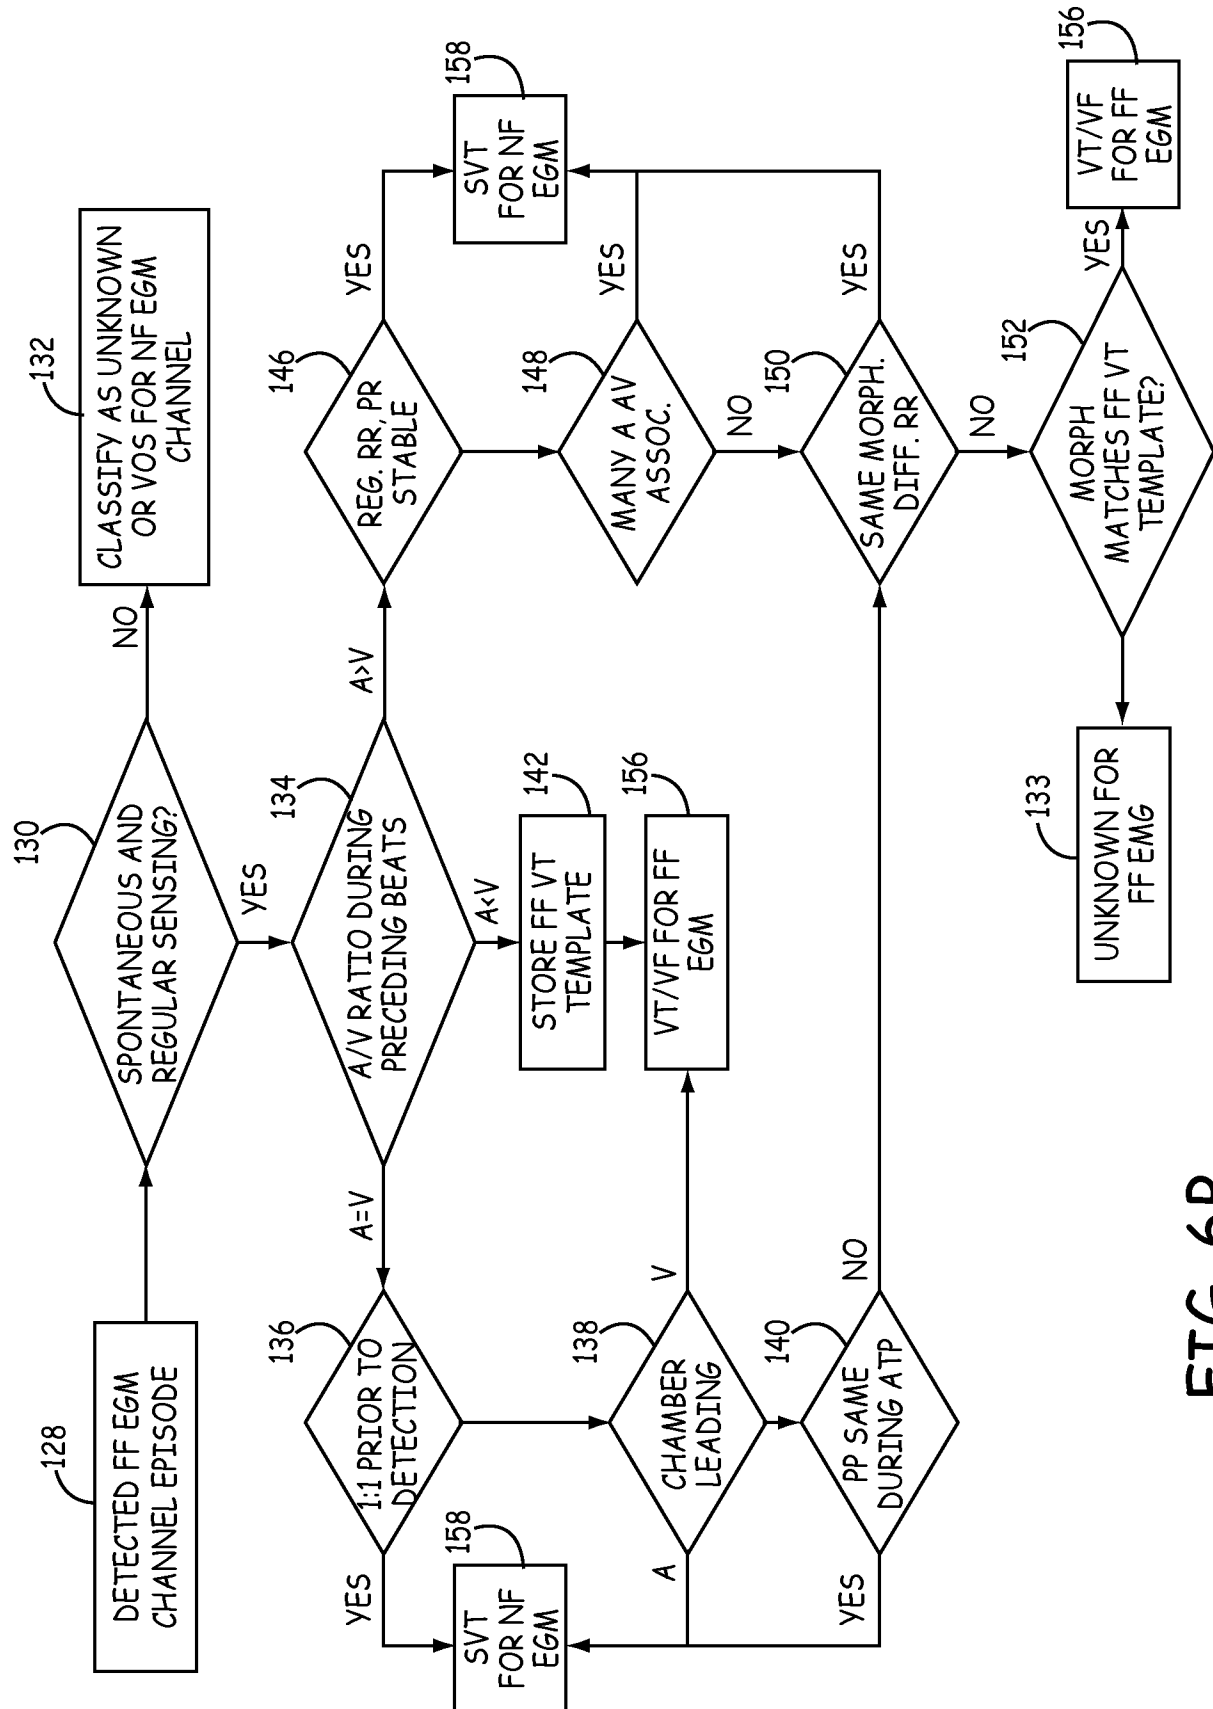 128
DETECTED FF EGM
CHANNEL EPISODE
130
SPONTANEOUS AND
REGULAR SENSING?
NO
132
CLASSIFY AS UNKNOWN
OR VOS FOR NF EGM
CHANNEL
YES
134
A/V RATIO DURING
PRECEDING BEATS
A=V
A>V
A<V
136
1:1 PRIOR TO
DETECTION
YES
158
SVT
FOR NF
EGM
142
STORE FF VT
TEMPLATE
156
VT/VF FOR FF
EGM
146
REG. RR, PR
STABLE
YES
158
SVT
FOR NF
EGM
138
CHAMBER
LEADING
A
V
148
MANY A AV
ASSOC.
YES
NO
140
PP SAME
DURING ATP
YES
NO
150
SAME MORPH.
DIFF. RR
YES
NO
152
MORPH
MATCHES FF VT
TEMPLATE?
YES
156
VT/VF
FOR FF
EGM
133
UNKNOWN FOR
FF EMG
FIG. 6B